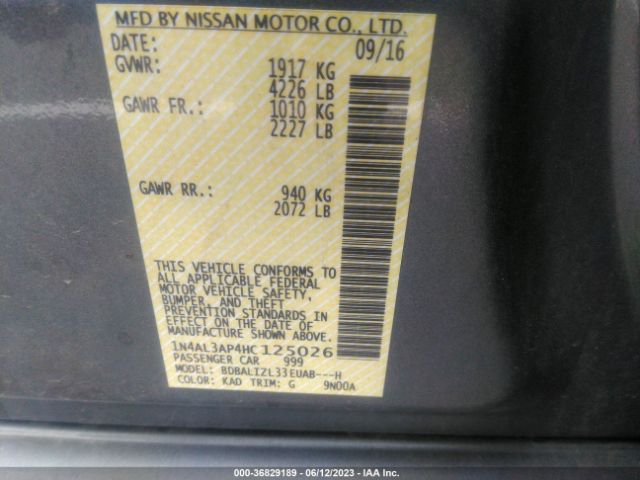 MFD BY NISSAN MOTOR CO., LTD.
DATE: 09/16
GVWR: 1917 KG
4226 LB
GAWR FR.: 1010 KG
2227 LB
GAWR RR.: 940 KG
2072 LB
THIS VEHICLE CONFORMS TO
ALL APPLICABLE FEDERAL
MOTOR VEHICLE SAFETY,
BUMPER, AND THEFT
PREVENTION STANDARDS IN
EFFECT ON THE DATE OF
MANUFACTURE SHOWN ABOVE.
1N4AL3AP4HC125026
PASSENGER CAR 999
MODEL: BDBALIZL33EUAB---H
COLOR: KAD TRIM: G 9N00A
000-36829189 - 06/12/2023 - IAA Inc.